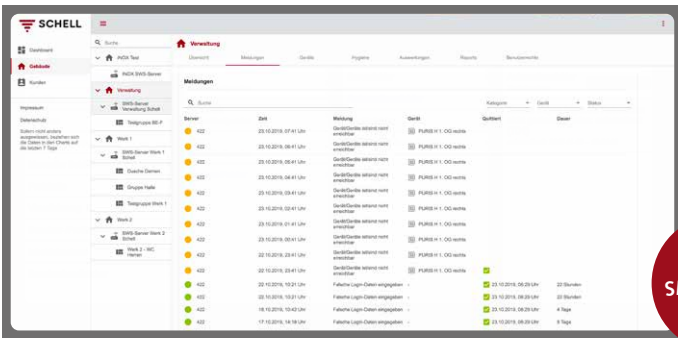 SCHELL
Dashboard
Gebäude
Kunden
Impressum
Datenschutz
Sofern nicht anders
ausgewiesen, beziehen sich
die Daten in den Charts auf
die letzten 7 Tage
Suche
INOX Test
INOX SWS-Server
Verwaltung
SWS-Server
Verwaltung Schell
Testgruppe BE-F
Werk 1
SWS-Server Werk 1
Schell
Dusche Damen
Gruppe Halle
Testgruppe Werk 1
Werk 2
SWS-Server Werk 2
Schell
Werk 2 - WC
Herren
Verwaltung
Übersicht Meldungen Geräte Hygiene Auswertungen Reports Benutzerrechte
Meldungen
Suche Kategorie Gerät Status
Server Zeit Meldung Gerät Quittiert Dauer
422 23.10.2019, 07:41 Uhr Gerät/Geräte aktuell nicht erreichbar PURIS H 1. OG rechts
422 23.10.2019, 06:41 Uhr Gerät/Geräte aktuell nicht erreichbar PURIS H 1. OG rechts
422 23.10.2019, 05:41 Uhr Gerät/Geräte aktuell nicht erreichbar PURIS H 1. OG rechts
422 23.10.2019, 04:41 Uhr Gerät/Geräte aktuell nicht erreichbar PURIS H 1. OG rechts
422 23.10.2019, 03:41 Uhr Gerät/Geräte aktuell nicht erreichbar PURIS H 1. OG rechts
422 23.10.2019, 02:41 Uhr Gerät/Geräte aktuell nicht erreichbar PURIS H 1. OG rechts
422 23.10.2019, 01:41 Uhr Gerät/Geräte aktuell nicht erreichbar PURIS H 1. OG rechts
422 23.10.2019, 00:41 Uhr Gerät/Geräte aktuell nicht erreichbar PURIS H 1. OG rechts
422 22.10.2019, 23:41 Uhr Gerät/Geräte aktuell nicht erreichbar PURIS H 1. OG rechts
422 22.10.2019, 23:41 Uhr Gerät/Geräte aktuell nicht erreichbar PURIS H 1. OG rechts
422 22.10.2019, 10:21 Uhr Falsche Login-Daten eingegeben - 23.10.2019, 08:29 Uhr 22 Stunden
422 22.10.2019, 10:21 Uhr Falsche Login-Daten eingegeben - 23.10.2019, 08:29 Uhr 22 Stunden
422 18.10.2019, 10:42 Uhr Falsche Login-Daten eingegeben - 23.10.2019, 08:29 Uhr 4 Tage
422 17.10.2019, 14:18 Uhr Falsche Login-Daten eingegeben - 23.10.2019, 08:29 Uhr 5 Tage